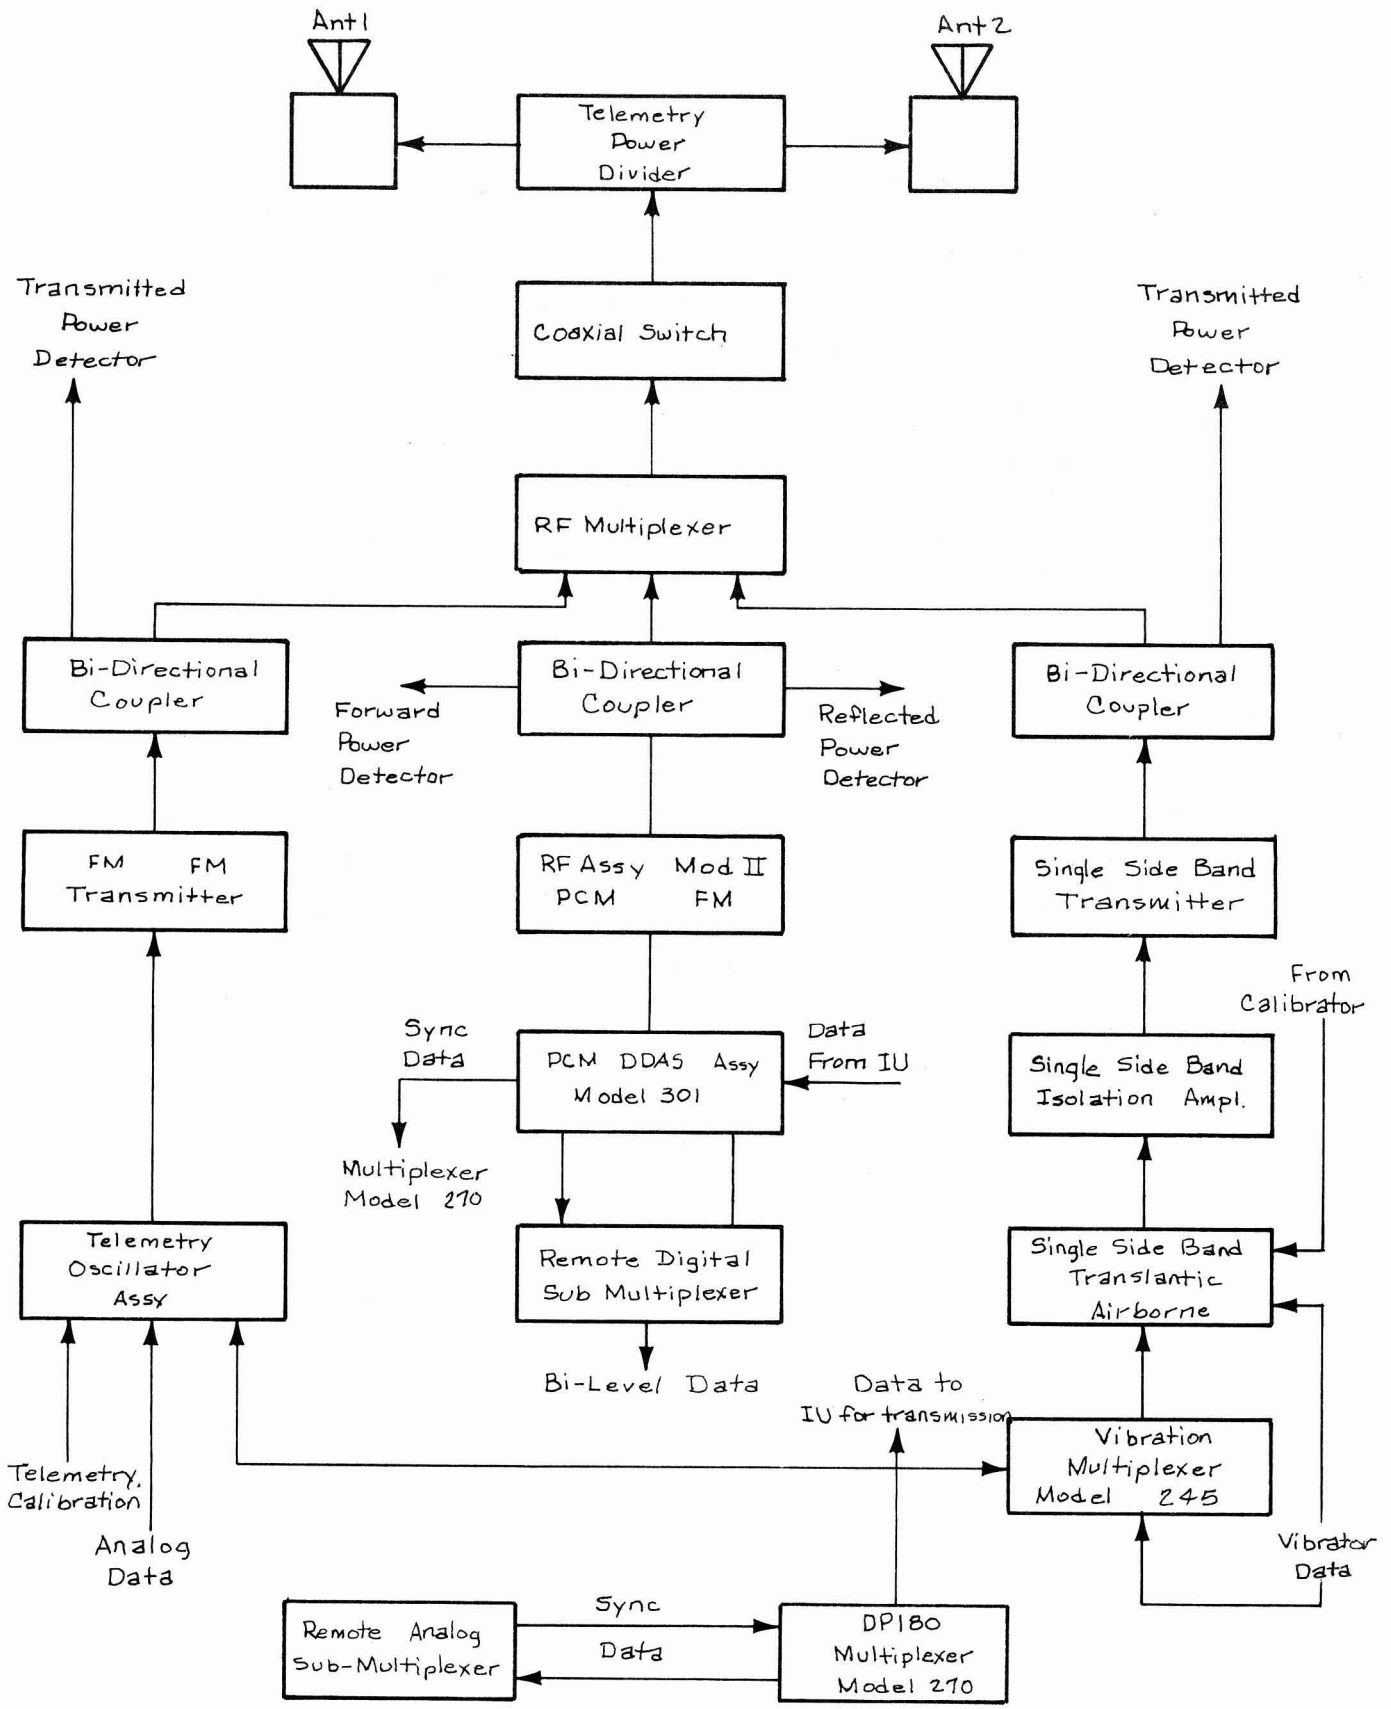 Ant 1
Ant 2
Telemetry
Power
Divider
Transmitted
Power
Detector
Coaxial Switch
Transmitted
Power
Detector
RF Multiplexer
Bi-Directional
Coupler
Forward
Power
Detector
Bi-Directional
Coupler
Reflected
Power
Detector
Bi-Directional
Coupler
FM FM
Transmitter
RF Assy Mod II
PCM FM
Single Side Band
Transmitter
From
Calibrator
Sync
Data
PCM DDAS Assy
Model 301
Data
From IU
Single Side Band
Isolation Ampl.
Multiplexer
Model 270
Telemetry
Oscillator
Assy
Remote Digital
Sub Multiplexer
Single Side Band
Translantic
Airborne
Bi-Level Data
Data to
IU for transmission
Vibration
Multiplexer
Model 245
Telemetry
Calibration
Analog
Data
Vibrator
Data
Remote Analog
Sub-Multiplexer
Sync
Data
DP180
Multiplexer
Model 270